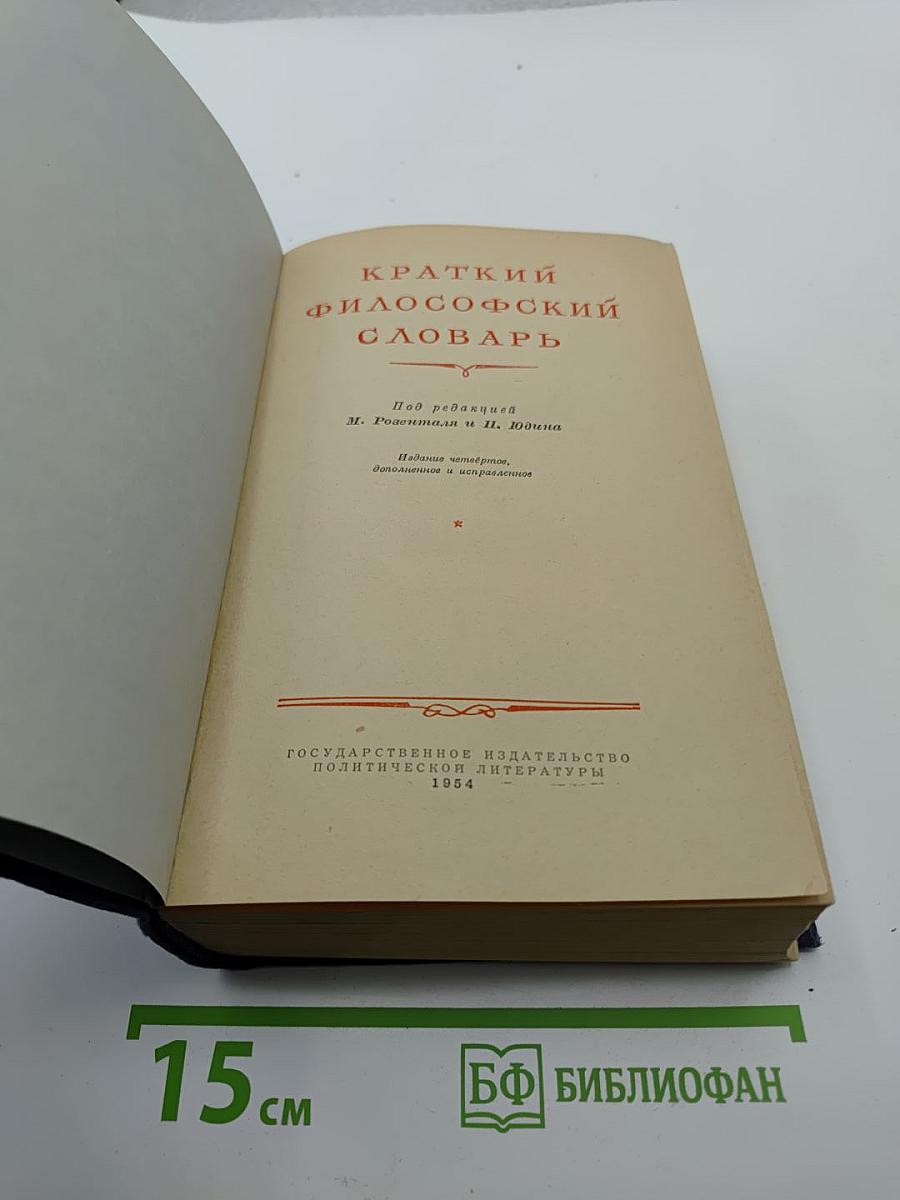 КРАТКИЙ
ФИЛОСОФСКИЙ
СЛОВАРЬ
Под редакцией
М. Розенталя и П. Юдина
Издание четвёртое,
дополненное и исправленное
*
ГОСУДАРСТВЕННОЕ ИЗДАТЕЛЬСТВО
ПОЛИТИЧЕСКОЙ ЛИТЕРАТУРЫ
1954
15 см
БФ БИБЛИОФАН